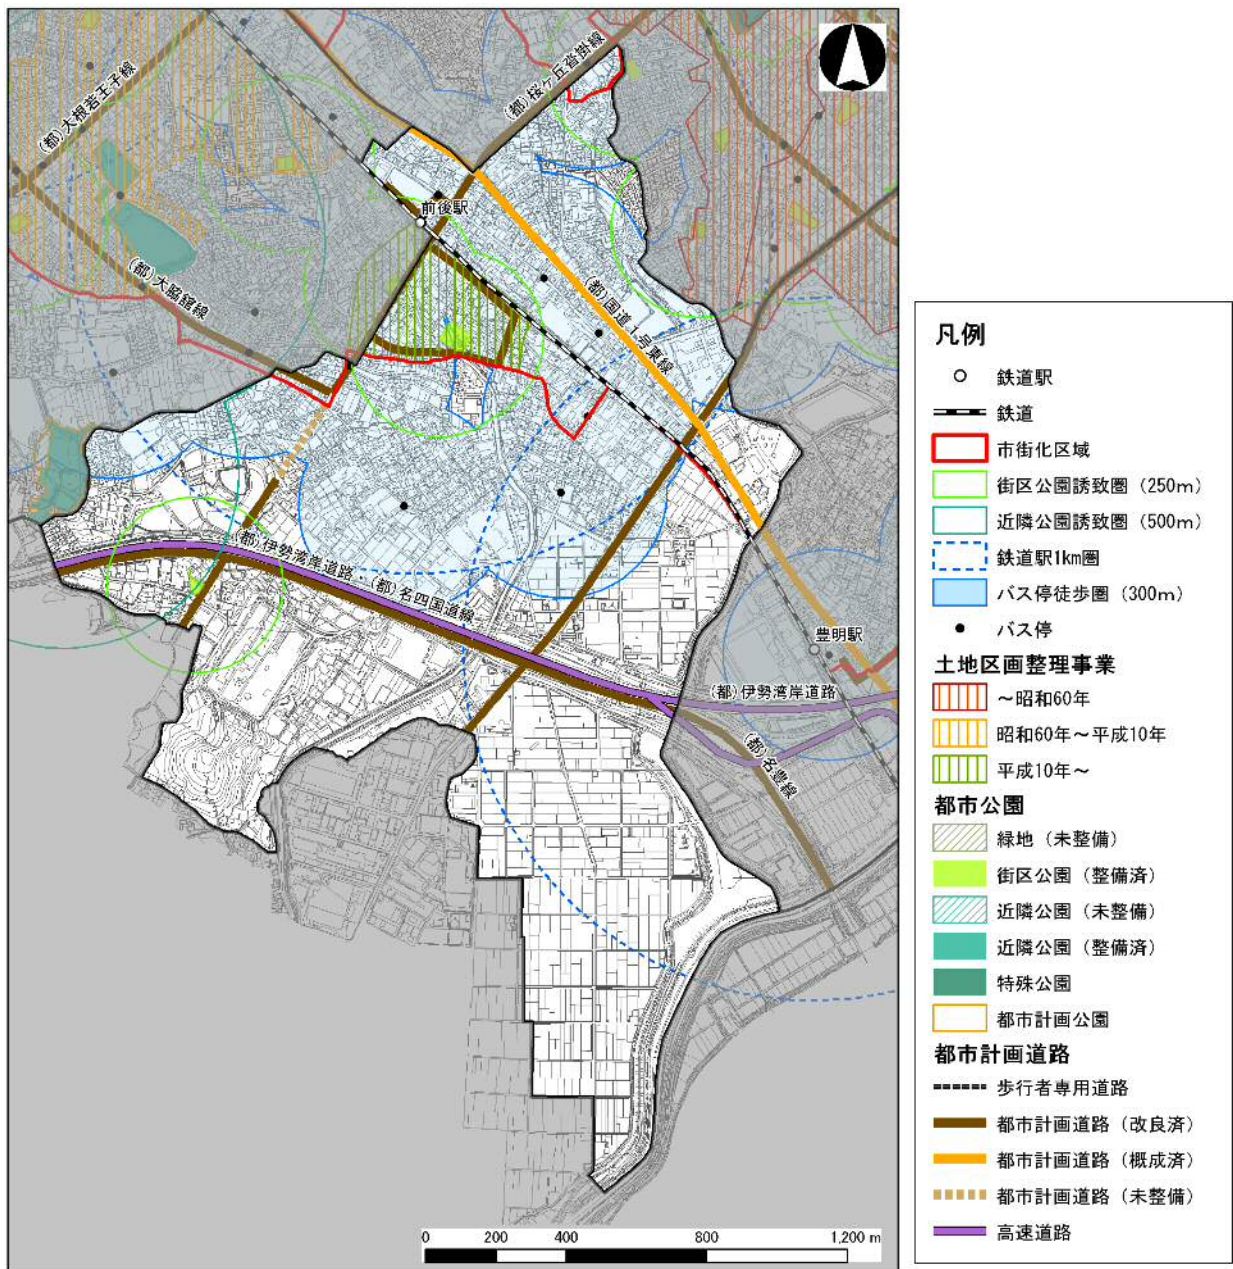 (都)大根若王子線
(都)桜ヶ丘沓掛線
前後駅
(都)大脇舘線
(都)国道1号東線
(都)伊勢湾岸道路・(都)名四国道線
豊明駅
(都)伊勢湾岸道路
(都)名豊線
0 200 400 800 1,200 m
凡例
鉄道駅
鉄道
市街化区域
街区公園誘致圏（250m）
近隣公園誘致圏（500m）
鉄道駅1km圏
バス停徒歩圏（300m）
バス停
土地区画整理事業
～昭和60年
昭和60年～平成10年
平成10年～
都市公園
緑地（未整備）
街区公園（整備済）
近隣公園（未整備）
近隣公園（整備済）
特殊公園
都市計画公園
都市計画道路
歩行者専用道路
都市計画道路（改良済）
都市計画道路（概成済）
都市計画道路（未整備）
高速道路